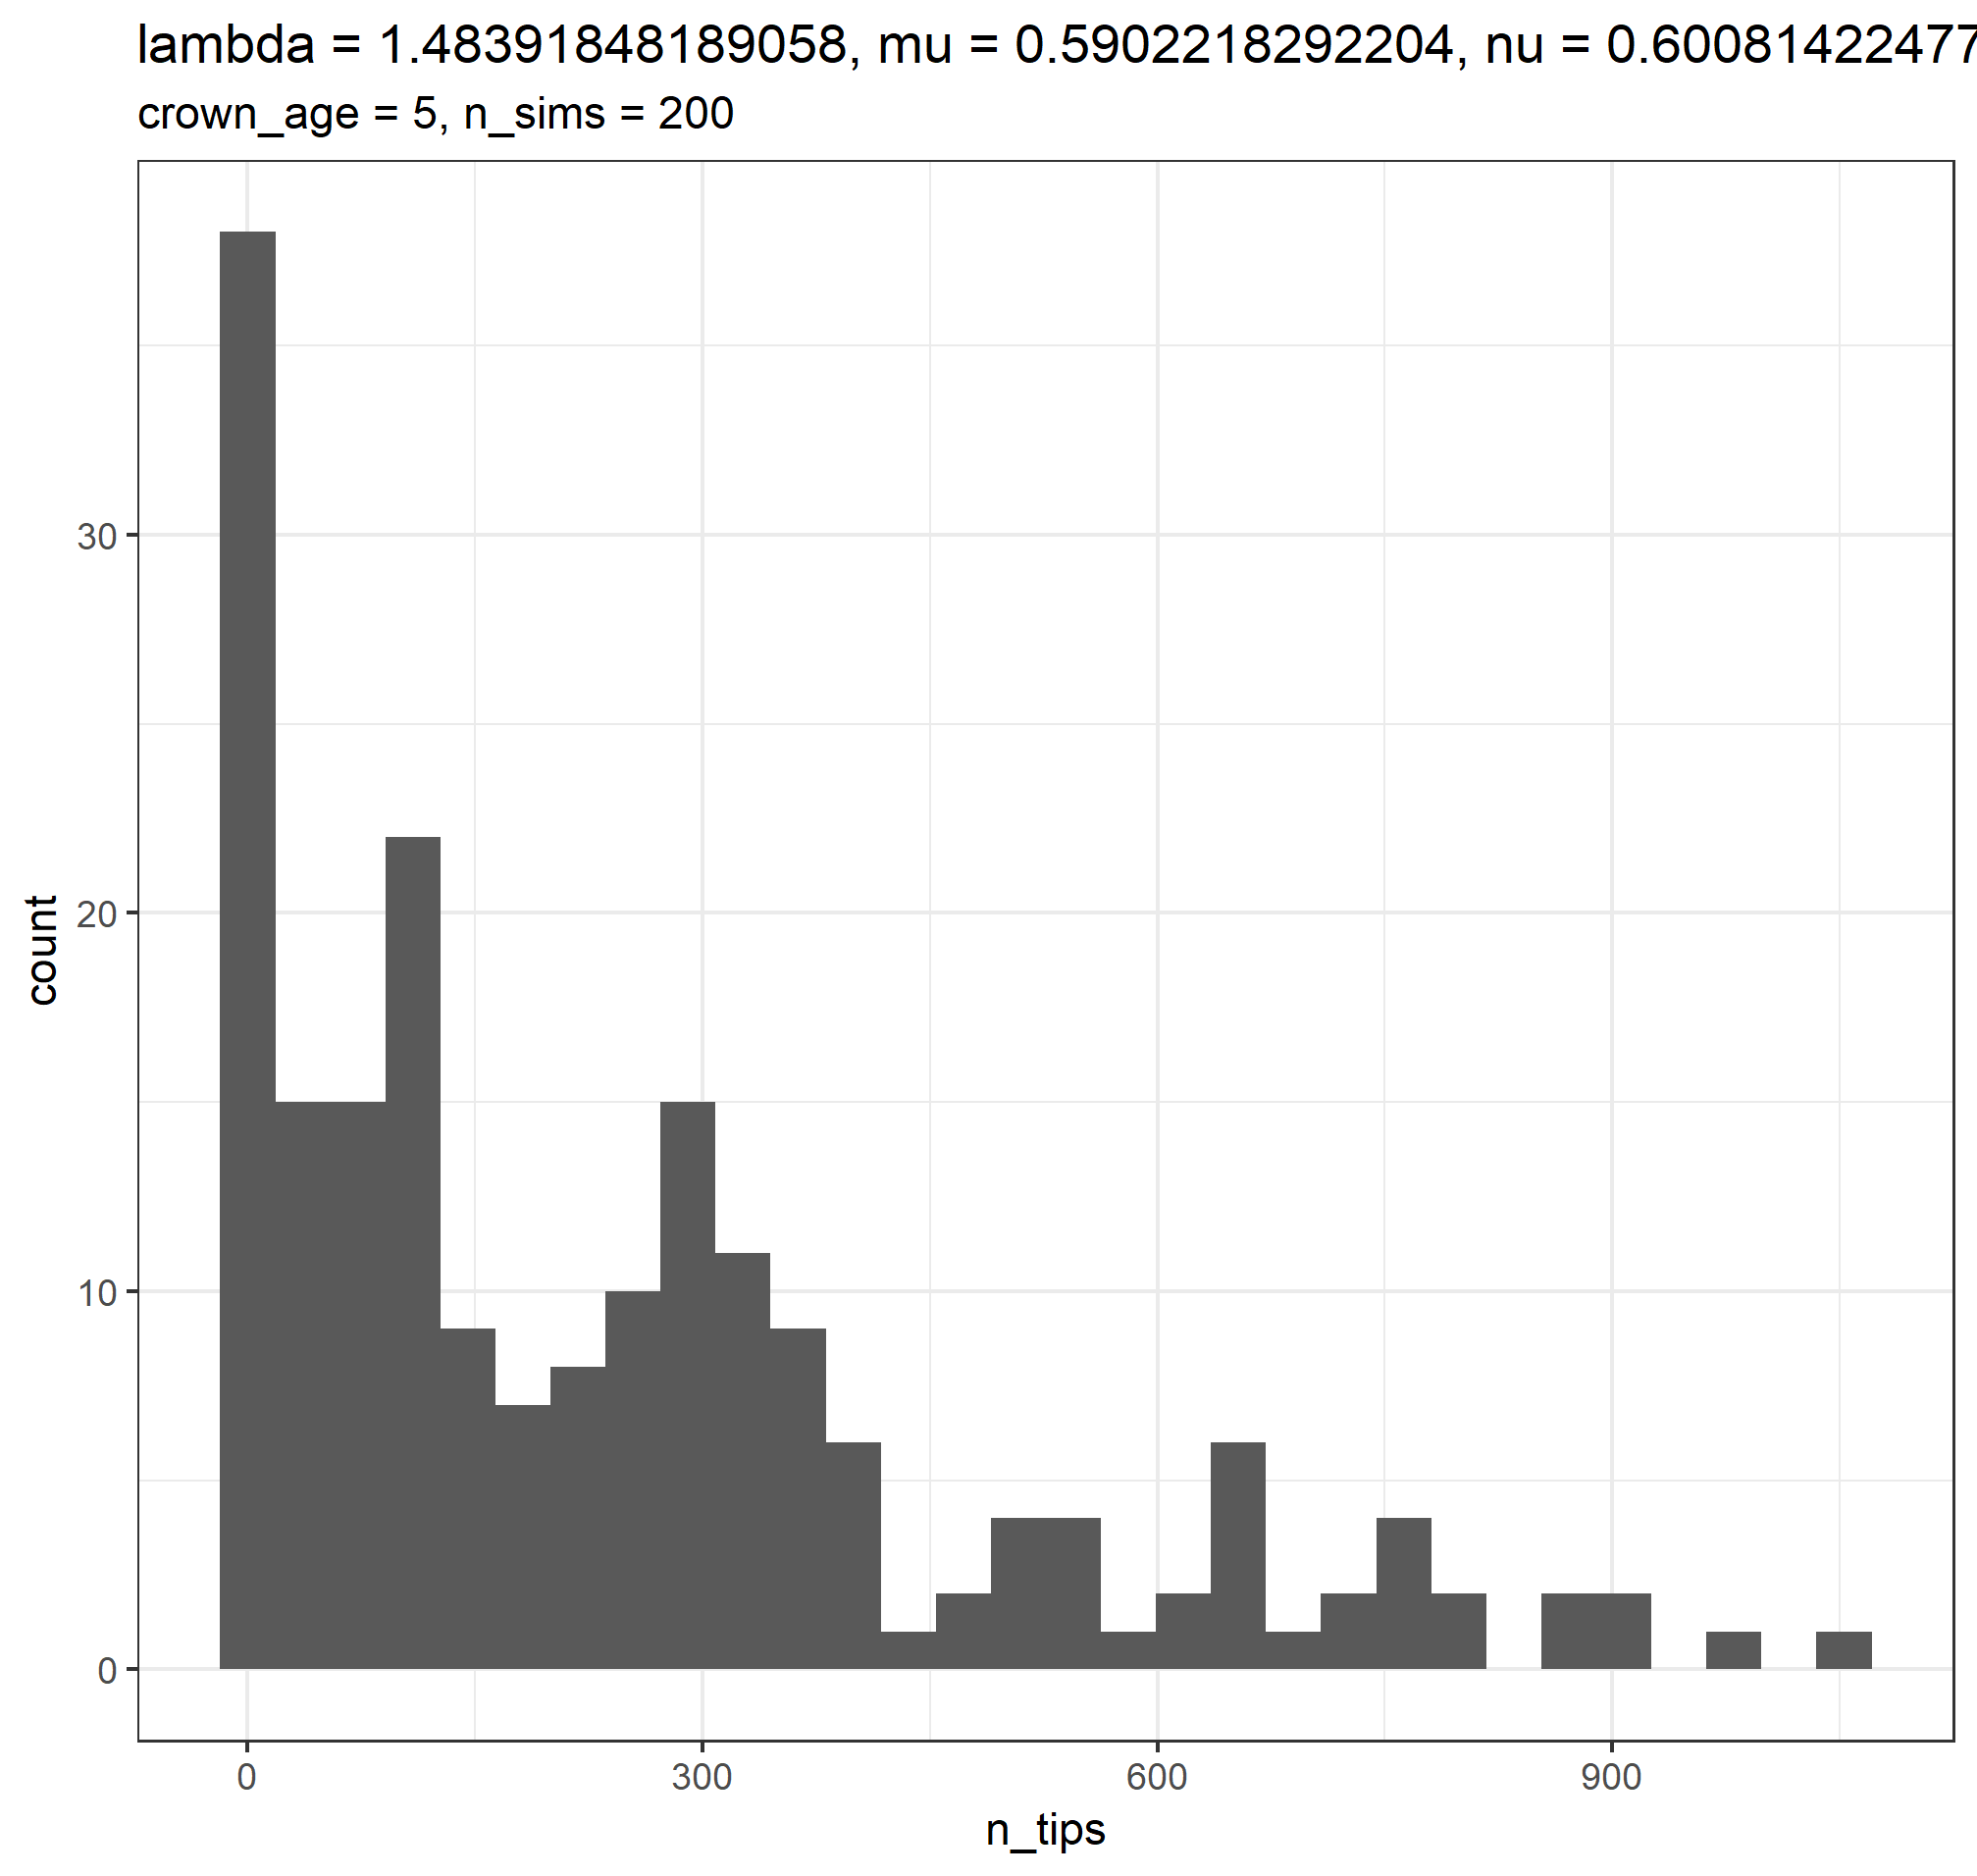 lambda = 1.48391848189058, mu = 0.5902218292204, nu = 0.60081422477
crown_age = 5, n_sims = 200
30
20
10
0
count
0 300 600 900
n_tips